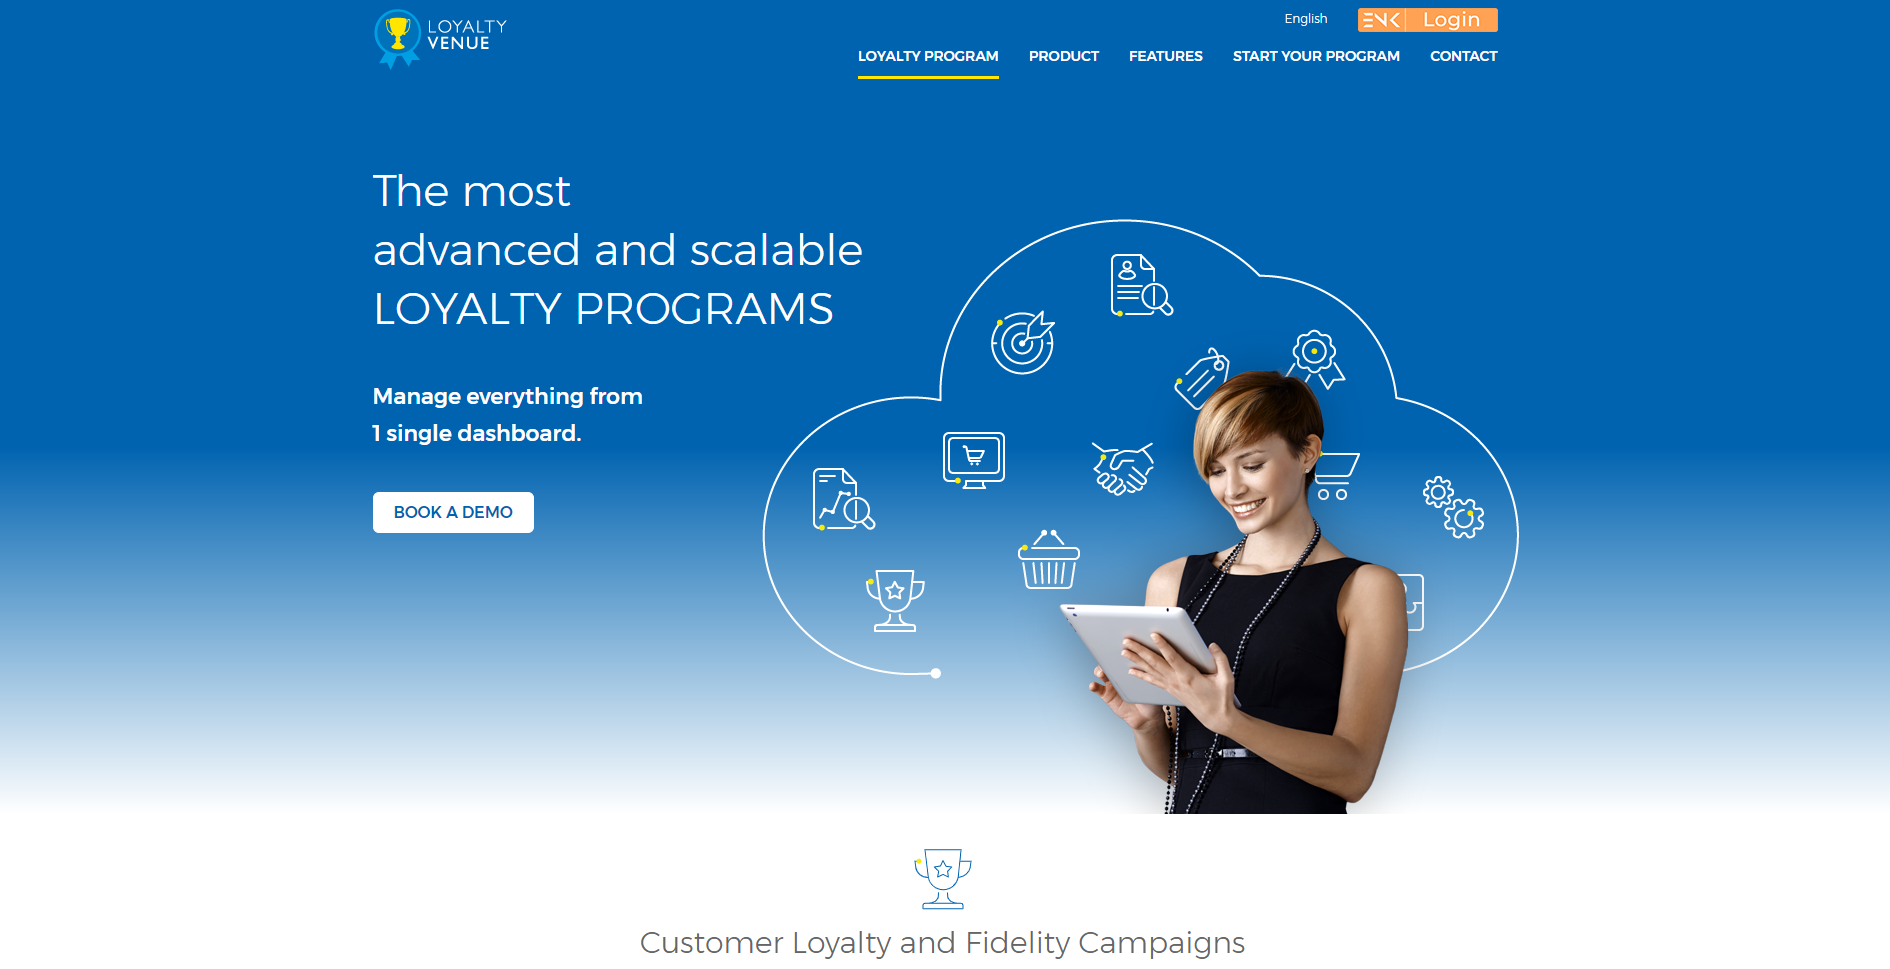 LOYALTY
VENUE
English
ENK Login
LOYALTY PROGRAM
PRODUCT
FEATURES
START YOUR PROGRAM
CONTACT
The most
advanced and scalable
LOYALTY PROGRAMS
Manage everything from
1 single dashboard.
BOOK A DEMO
Customer Loyalty and Fidelity Campaigns